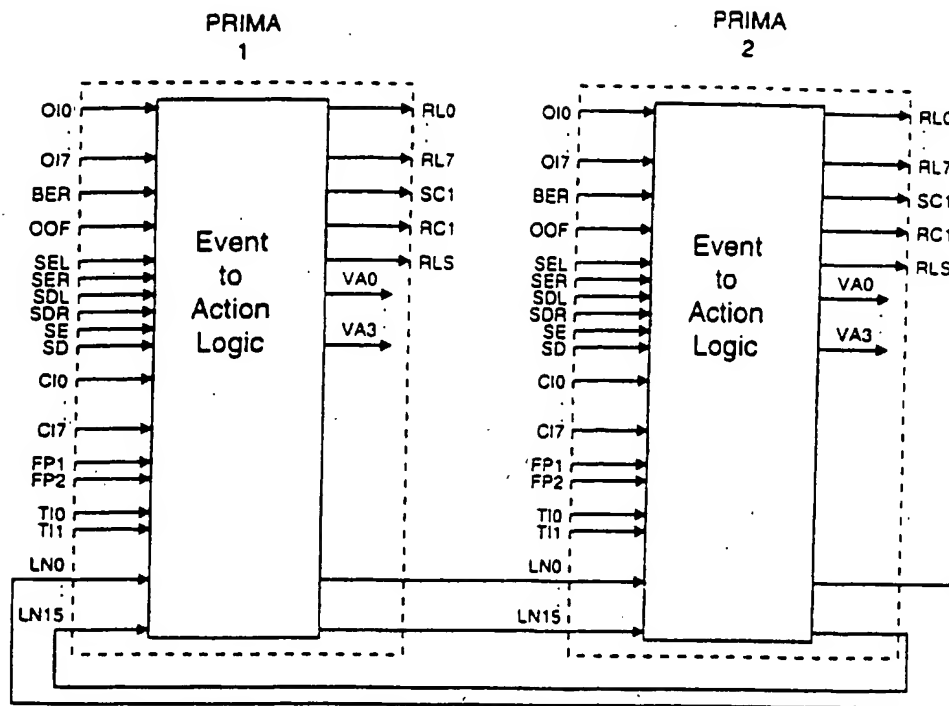 PRIMA
1
OI0
OI7
BER
OOF
SEL
SER
SDL
SDR
SE
SD
CI0
CI7
FP1
FP2
TI0
TI1
LN0
LN15
Event
to
Action
Logic
RL0
RL7
SC1
RC1
RLS
VA0
VA3
PRIMA
2
OI0
OI7
BER
OOF
SEL
SER
SDL
SDR
SE
SD
CI0
CI7
FP1
FP2
TI0
TI1
LN0
LN15
Event
to
Action
Logic
RL0
RL7
SC1
RC1
RLS
VA0
VA3